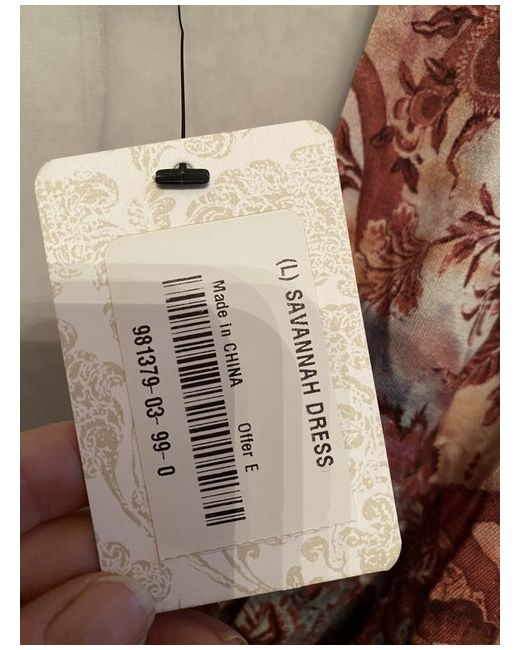 (L) SAVANNAH DRESS
Made in CHINA Offer E
981379-03- 99-0